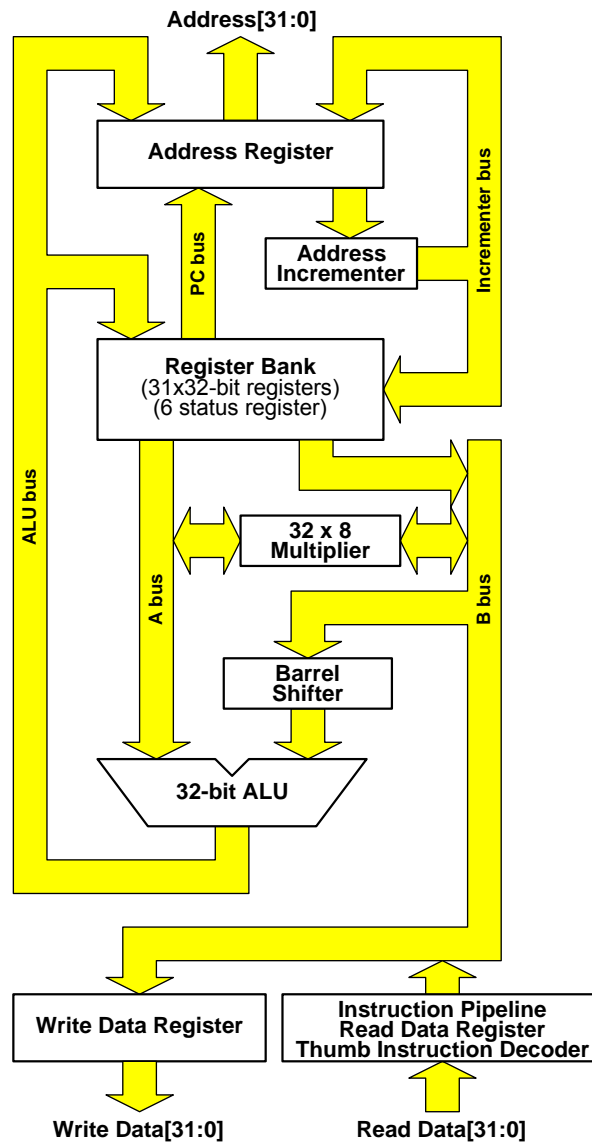 Address[31:0]
Address Register
Incrementer bus
PC bus
Address
Incrementer
Register Bank
(31x32-bit registers)
(6 status register)
ALU bus
A bus
32 x 8
Multiplier
B bus
Barrel
Shifter
32-bit ALU
Write Data Register
Instruction Pipeline
Read Data Register
Thumb Instruction Decoder
Write Data[31:0]
Read Data[31:0]